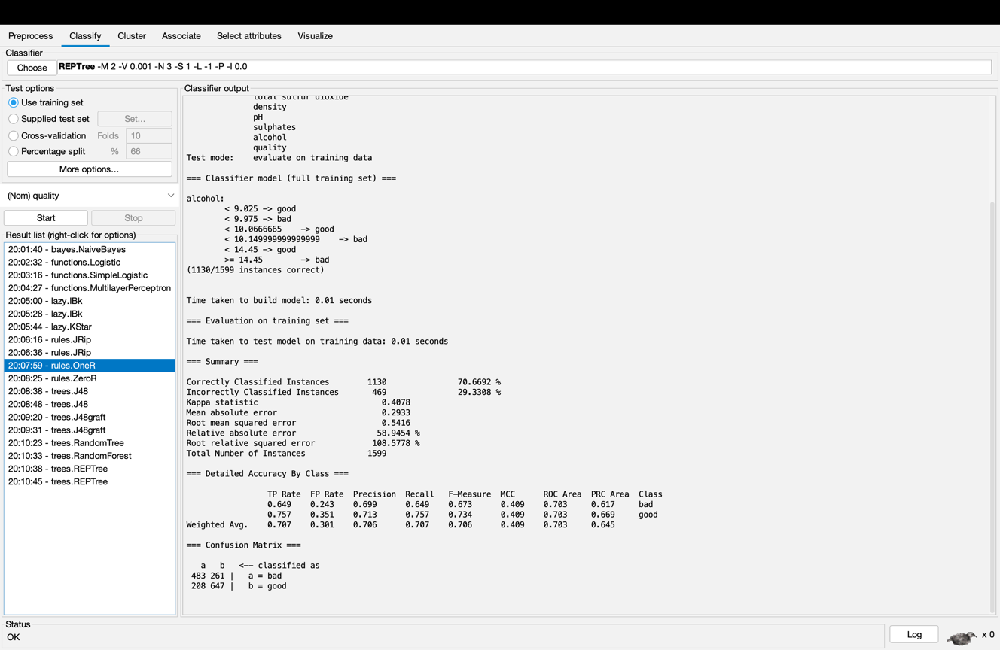 Preprocess Classify Cluster Associate Select attributes Visualize
Classifier
Choose REPTree -M 2 -V 0.001 -N 3 -S 1 -L -1 -P -I 0.0
Test options
Use training set
Supplied test set Set...
Cross-validation Folds 10
Percentage split % 66
More options...
(Nom) quality
Start Stop
Result list (right-click for options)
20:01:40 - bayes.NaiveBayes
20:02:32 - functions.Logistic
20:03:16 - functions.SimpleLogistic
20:04:27 - functions.MultilayerPerceptron
20:05:00 - lazy.IBk
20:05:28 - lazy.IBk
20:05:44 - lazy.KStar
20:06:16 - rules.JRip
20:06:36 - rules.JRip
20:07:59 - rules.OneR
20:08:25 - rules.ZeroR
20:08:38 - trees.J48
20:08:48 - trees.J48
20:09:20 - trees.J48graft
20:09:31 - trees.J48graft
20:10:23 - trees.RandomTree
20:10:33 - trees.RandomForest
20:10:38 - trees.REPTree
20:10:45 - trees.REPTree
Classifier output
total sulfur dioxide
density
pH
sulphates
alcohol
quality
Test mode: evaluate on training data
=== Classifier model (full training set) ===
alcohol:
< 9.025 -> good
< 9.975 -> bad
< 10.0666665 -> good
< 10.149999999999999 -> bad
< 14.45 -> good
>= 14.45 -> bad
(1130/1599 instances correct)
Time taken to build model: 0.01 seconds
=== Evaluation on training set ===
Time taken to test model on training data: 0.01 seconds
=== Summary ===
Correctly Classified Instances 1130 70.6692 %
Incorrectly Classified Instances 469 29.3308 %
Kappa statistic 0.4078
Mean absolute error 0.2933
Root mean squared error 0.5416
Relative absolute error 58.9454 %
Root relative squared error 108.5778 %
Total Number of Instances 1599
=== Detailed Accuracy By Class ===
TP Rate FP Rate Precision Recall F-Measure MCC ROC Area PRC Area Class
0.649 0.243 0.699 0.649 0.673 0.409 0.703 0.617 bad
0.757 0.351 0.713 0.757 0.734 0.409 0.703 0.669 good
Weighted Avg. 0.707 0.301 0.706 0.707 0.706 0.409 0.703 0.645
=== Confusion Matrix ===
a b <-- classified as
483 261 | a = bad
208 647 | b = good
Status
OK
Log
x 0